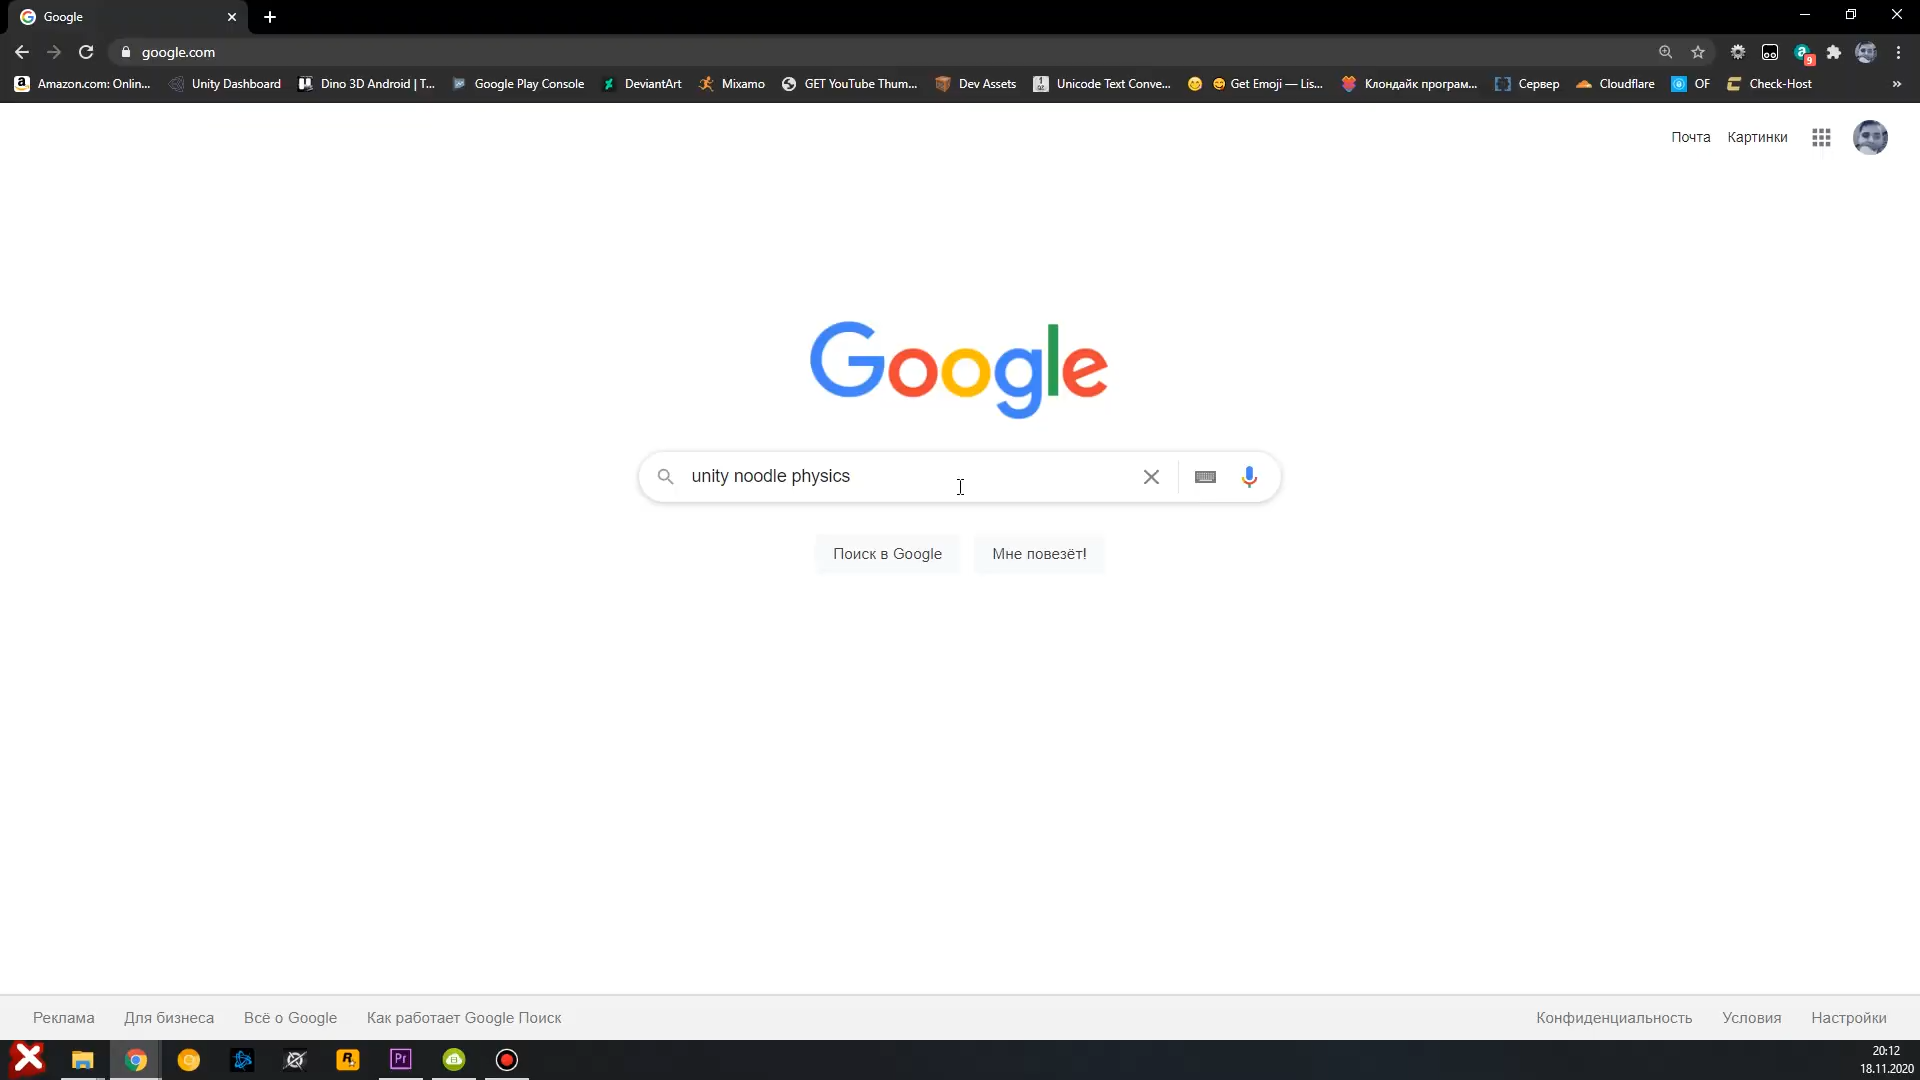 Google
google.com
Amazon.com: Onlin...
Unity Dashboard
Dino 3D Android | T...
Google Play Console
DeviantArt
Mixamo
GET YouTube Thum...
Dev Assets
Unicode Text Conve...
Get Emoji — Lis...
Клондайк програм...
Сервер
Cloudflare
OF
Check-Host
9
Почта Картинки
Google
unity noodle physics
Поиск в Google
Мне повезёт!
Реклама Для бизнеса Всё о Google Как работает Google Поиск
Конфиденциальность Условия Настройки
R
Pr
20:12
18.11.2020